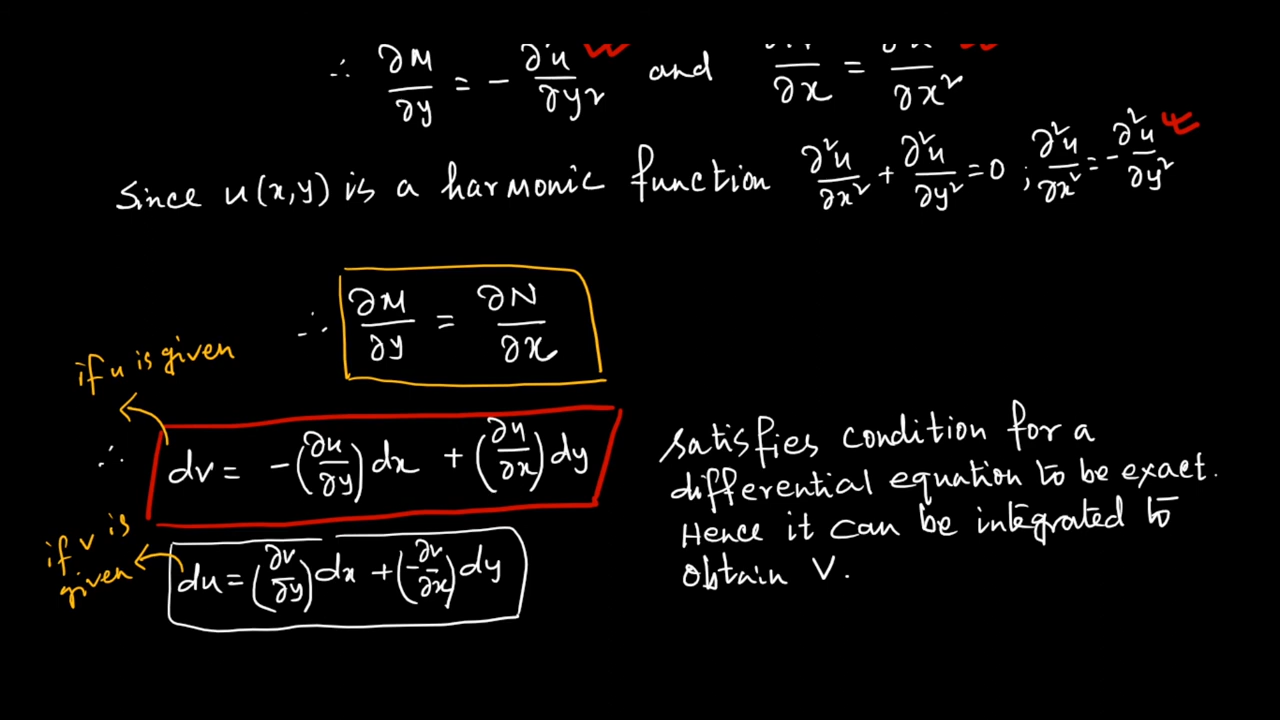 ∴ ∂M/∂y = - ∂²u/∂y² and ∂x = ∂x²
Since u(x,y) is a harmonic function ∂²u/∂x² + ∂²u/∂y² = 0 ; ∂²u/∂x² = - ∂²u/∂y²
∴ ∂M/∂y = ∂N/∂x
if u is given
∴ dv = -(∂u/∂y) dx + (∂u/∂x) dy
satisfies condition for a
differential equation to be exact.
Hence it can be integrated to
obtain V.
if v is
given
du = (∂v/∂y) dx + (-∂v/∂x) dy